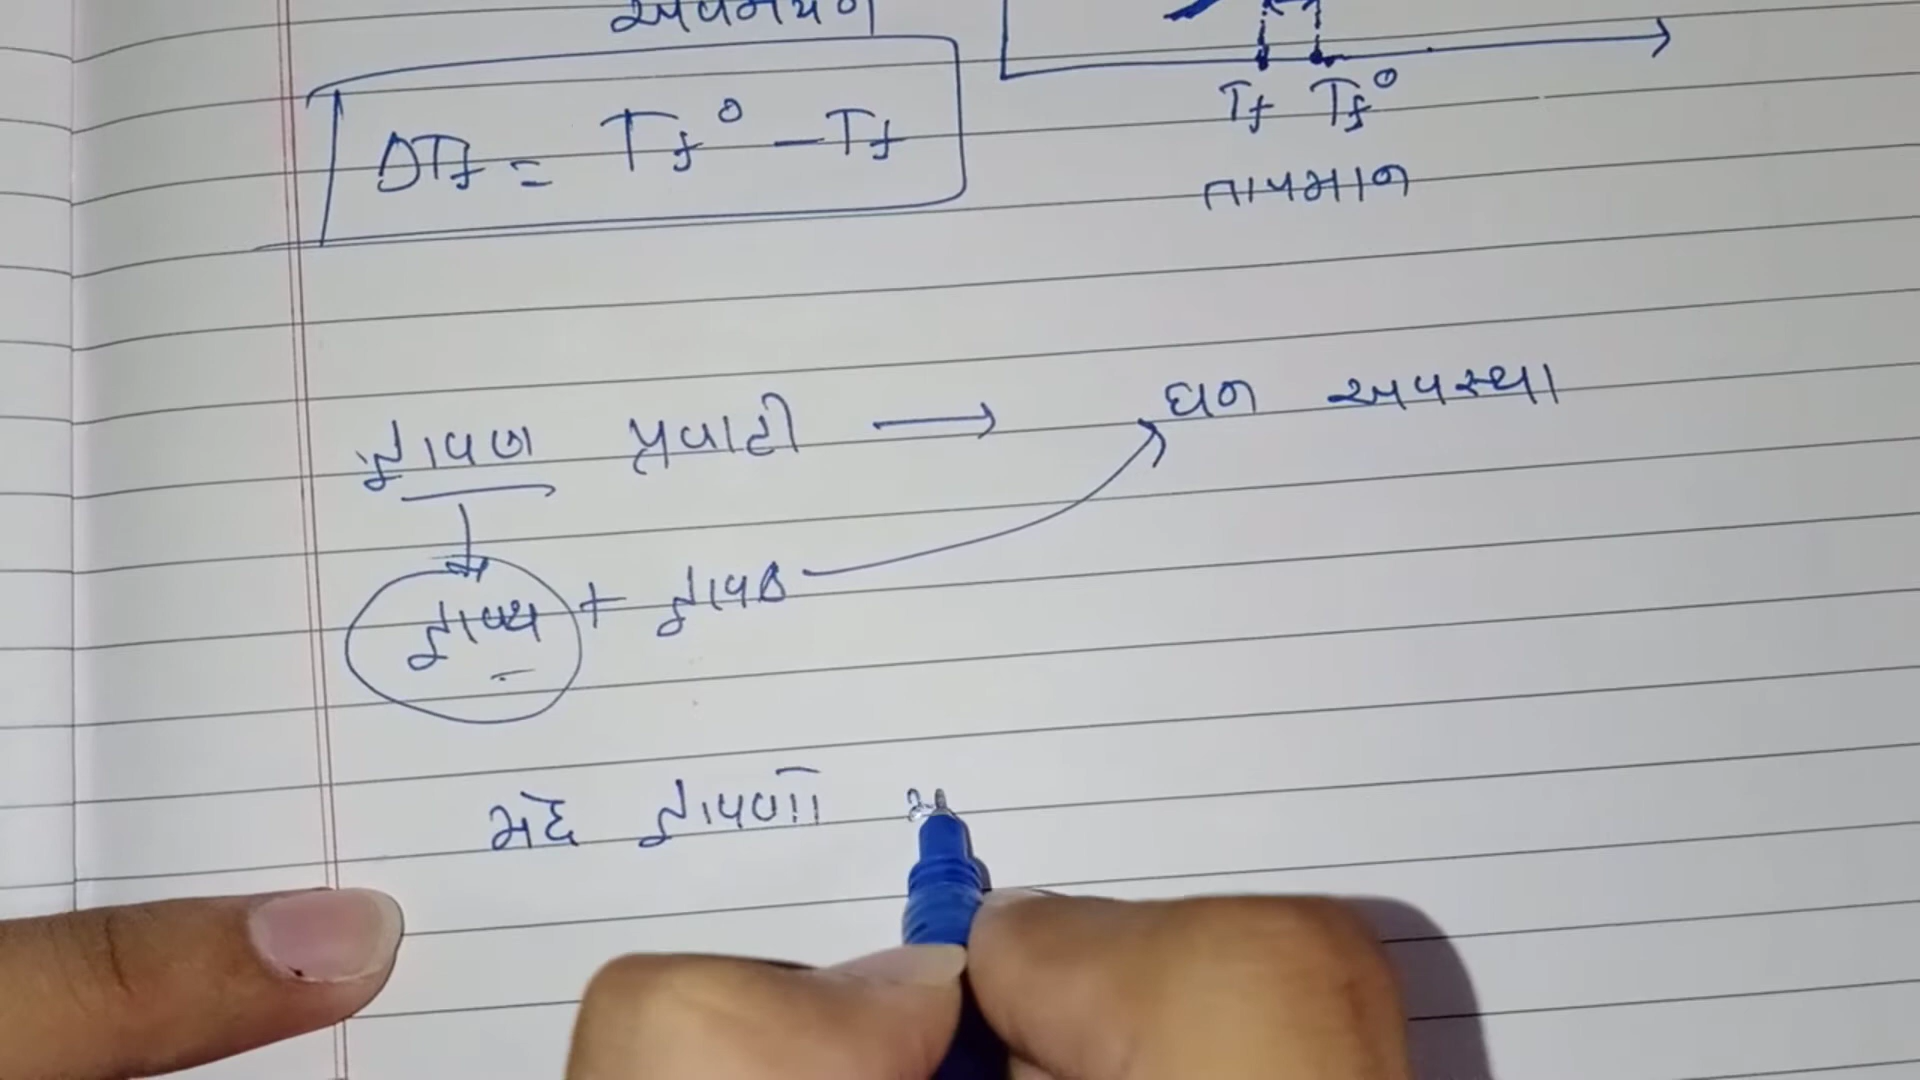 અવનયન
ΔTf = Tf° − Tf
Tf Tf°
તાપમાન
દ્રાવણ પ્રવાહી → ઘન અવસ્થા
દ્રાવ્ય + દ્રાવક
મંદ દ્રાવણો